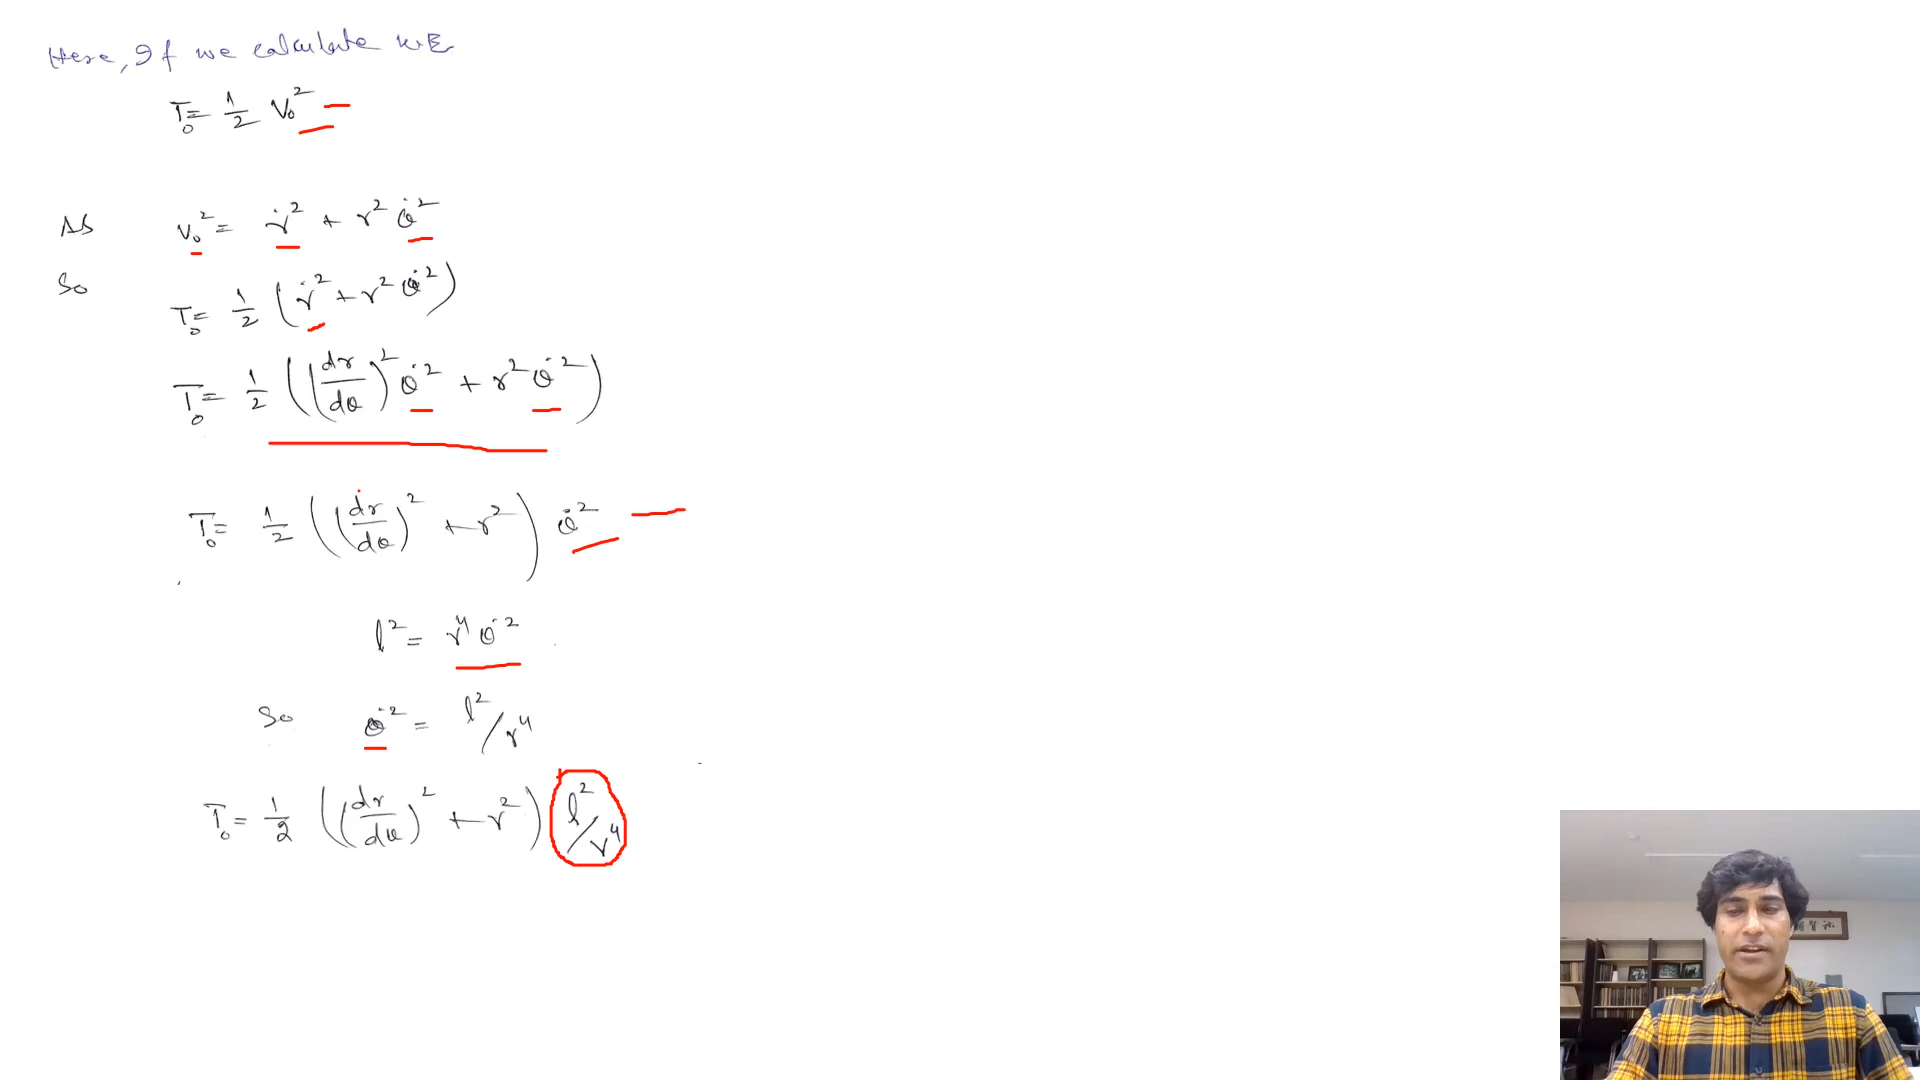 Here, If we calculate KE
T₀ = 1/2 V₀²
As V₀² = ṙ² + r² θ̇²
So
T₀ = 1/2 (ṙ² + r² θ̇²)
T₀ = 1/2 ((dr/dθ)² θ̇² + r² θ̇²)
T₀ = 1/2 ((dr/dθ)² + r²) θ̇²
l² = r⁴ θ̇²
So θ̇² = l²/r⁴
T₀ = 1/2 ((dr/dθ)² + r²) l²/r⁴